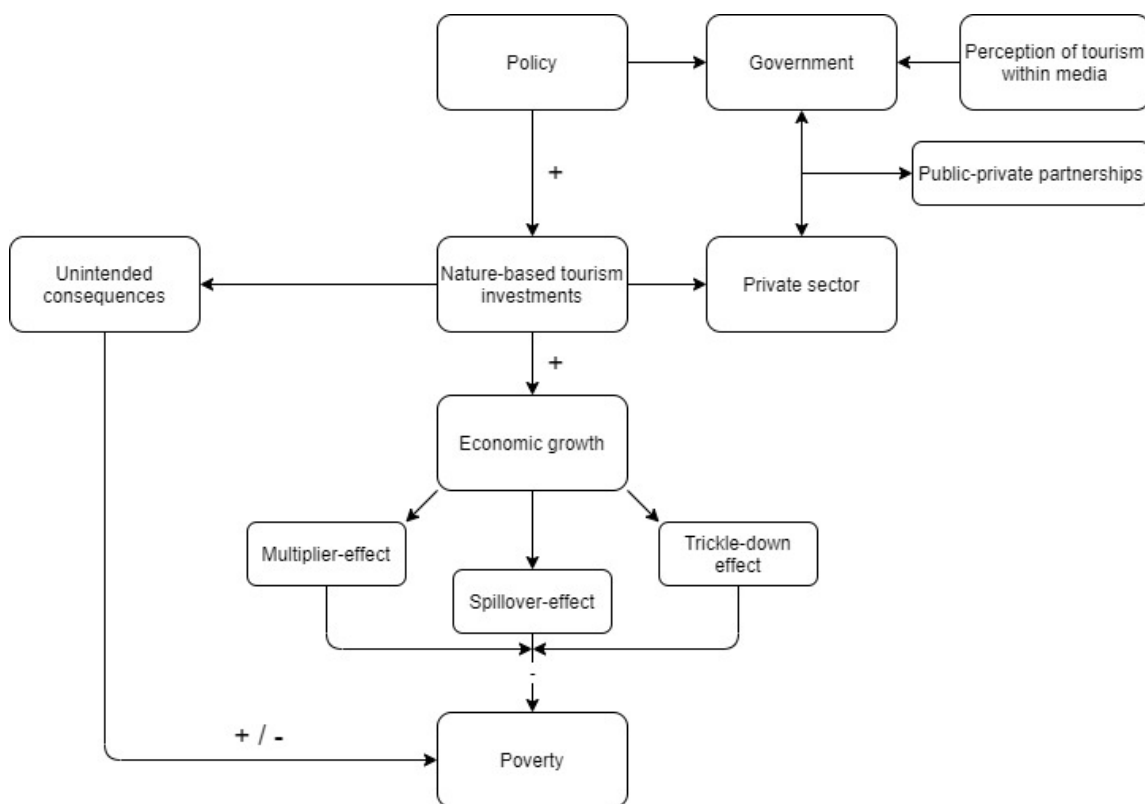 Policy
Government
Perception of tourism
within media
+
Public-private partnerships
Unintended
consequences
Nature-based tourism
investments
Private sector
+
Economic growth
Multiplier-effect
Trickle-down
effect
Spillover-effect
-
+ / -
Poverty